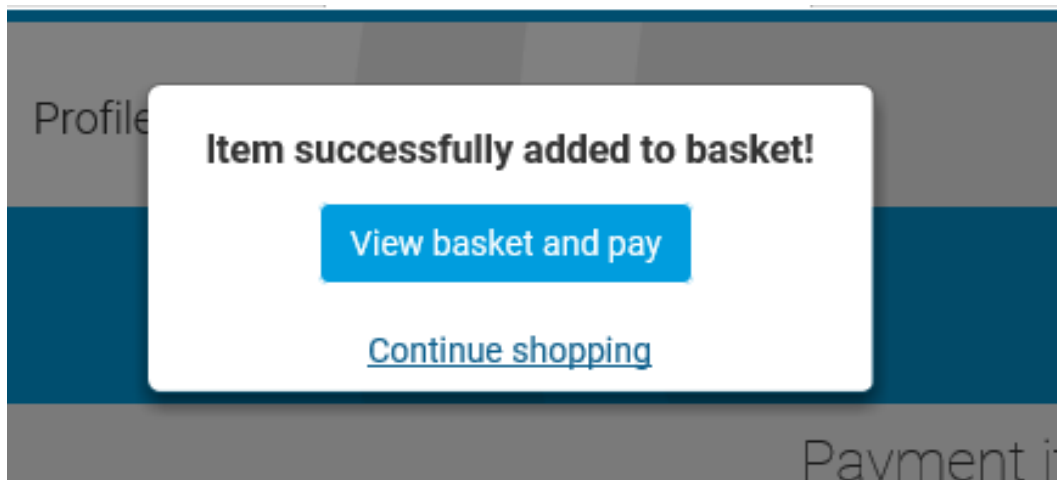 Profile
Item successfully added to basket!
View basket and pay
Continue shopping
Payment